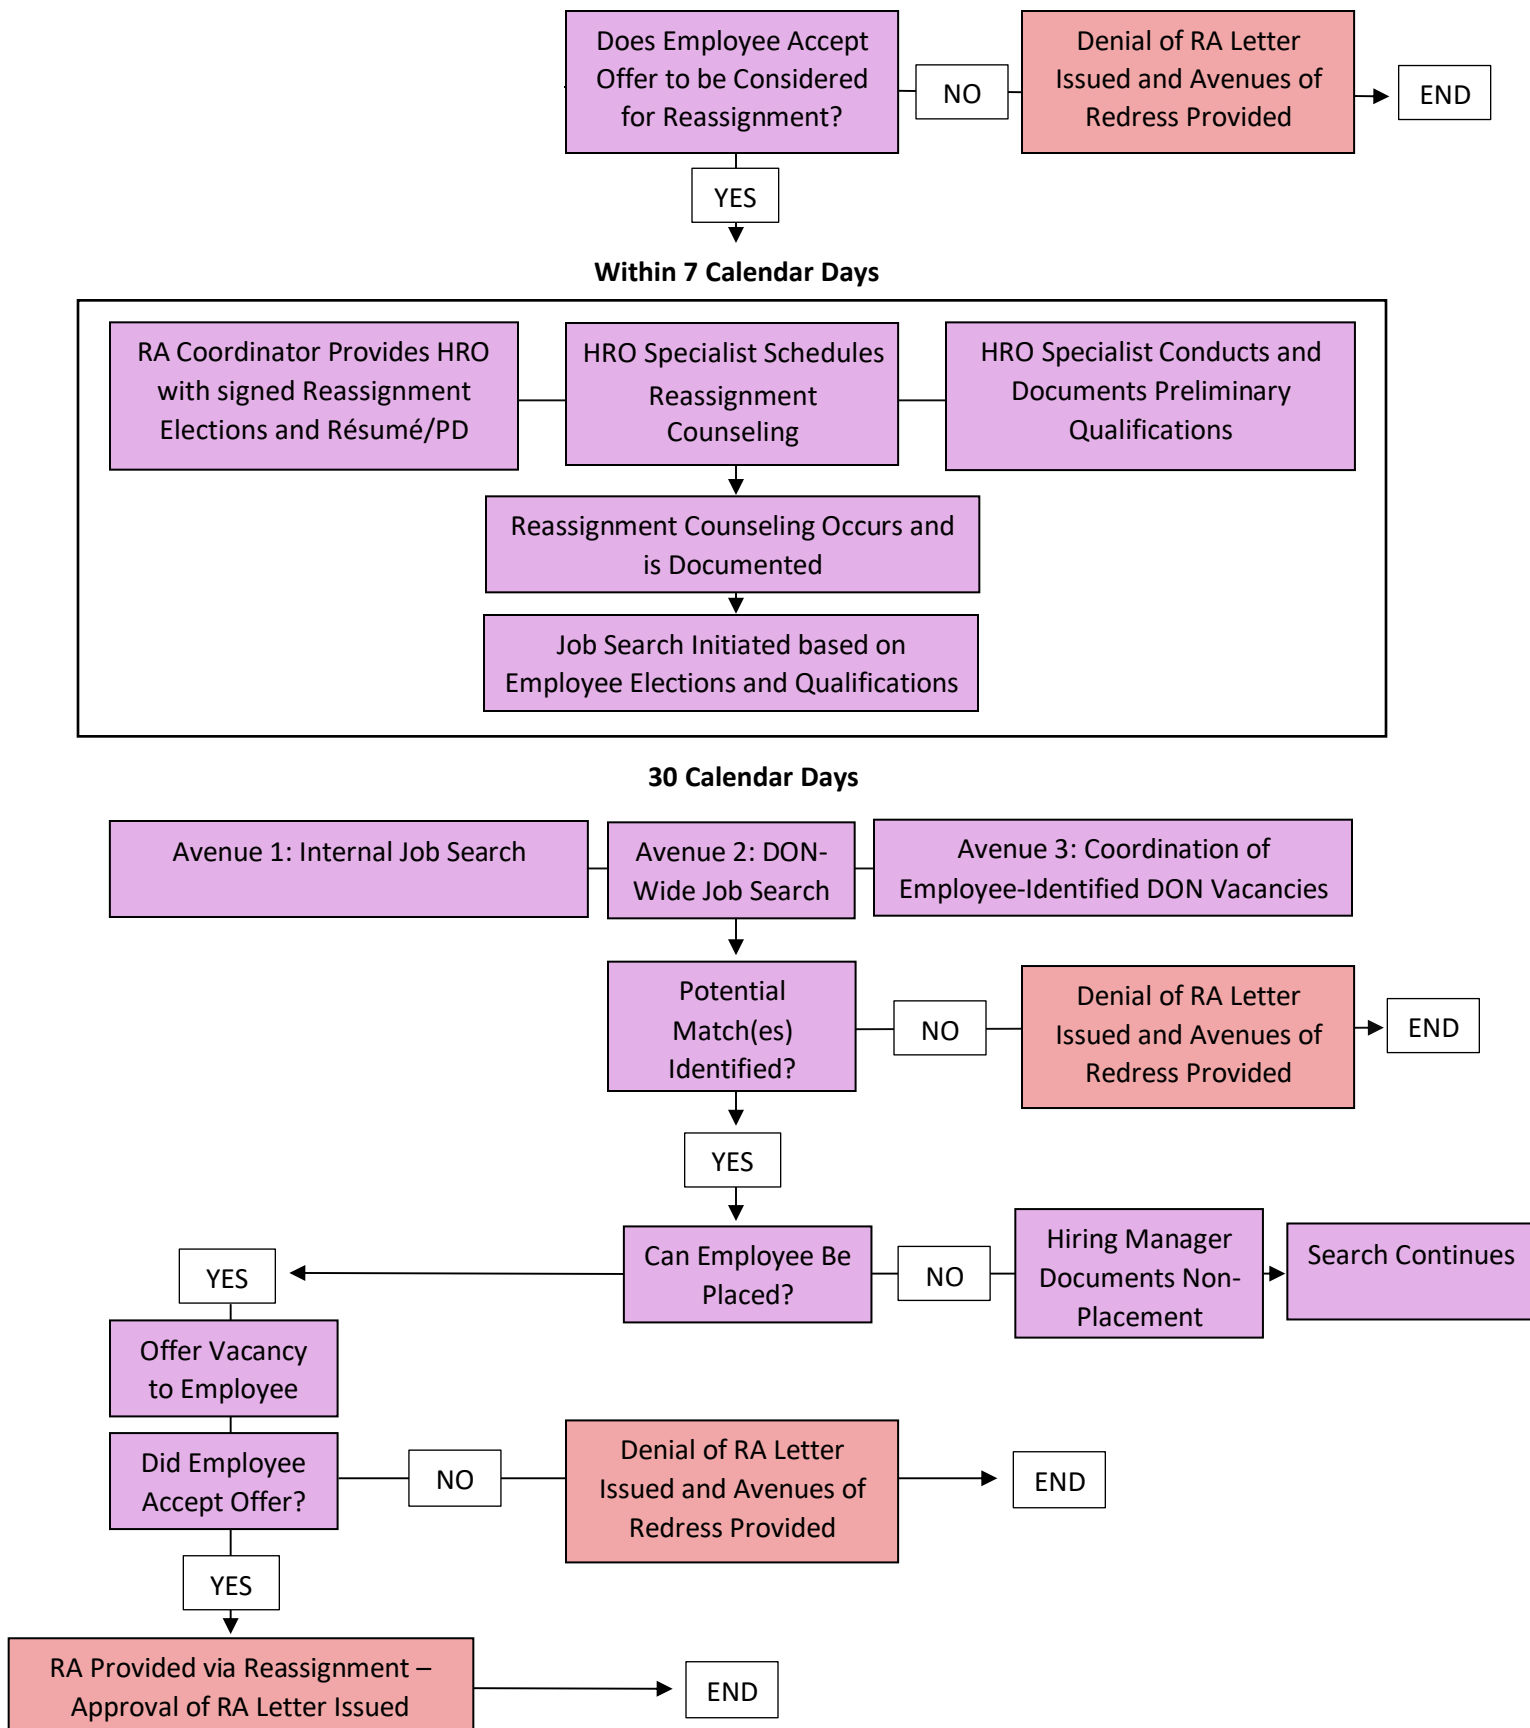 Does Employee Accept
Offer to be Considered
for Reassignment?
NO
Denial of RA Letter
Issued and Avenues of
Redress Provided
END
YES
Within 7 Calendar Days
RA Coordinator Provides HRO
with signed Reassignment
Elections and Résumé/PD
HRO Specialist Schedules
Reassignment
Counseling
HRO Specialist Conducts and
Documents Preliminary
Qualifications
Reassignment Counseling Occurs and
is Documented
Job Search Initiated based on
Employee Elections and Qualifications
30 Calendar Days
Avenue 1: Internal Job Search
Avenue 2: DON-
Wide Job Search
Avenue 3: Coordination of
Employee-Identified DON Vacancies
Potential
Match(es)
Identified?
NO
Denial of RA Letter
Issued and Avenues of
Redress Provided
END
YES
Can Employee Be
Placed?
NO
Hiring Manager
Documents Non-
Placement
Search Continues
YES
Offer Vacancy
to Employee
Did Employee
Accept Offer?
NO
Denial of RA Letter
Issued and Avenues of
Redress Provided
END
YES
RA Provided via Reassignment –
Approval of RA Letter Issued
END